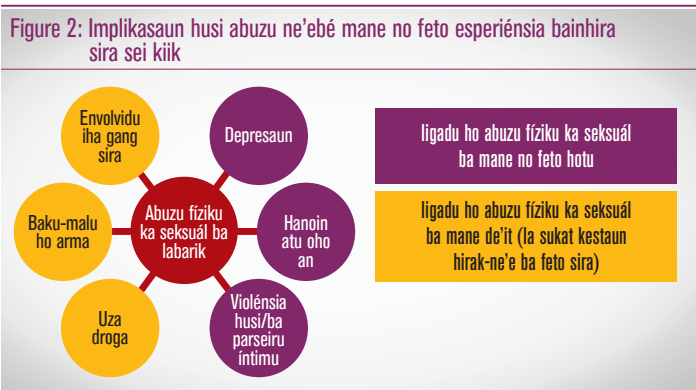 Figure 2: Implikasaun husi abuzu ne'ebé mane no feto esperiénsia bainhira
sira sei kiik
Envolvidu
iha gang
sira
Depresaun
Baku-malu
ho arma
Abuzu fíziku
ka seksuál ba
labarik
Hanoin
atu oho
an
Uza
droga
Violénsia
husi/ba
parseiru
íntimu
ligadu ho abuzu fíziku ka seksuál
ba mane no feto hotu
ligadu ho abuzu fíziku ka seksuál
ba mane de'it (la sukat kestaun
hirak-ne'e ba feto sira)